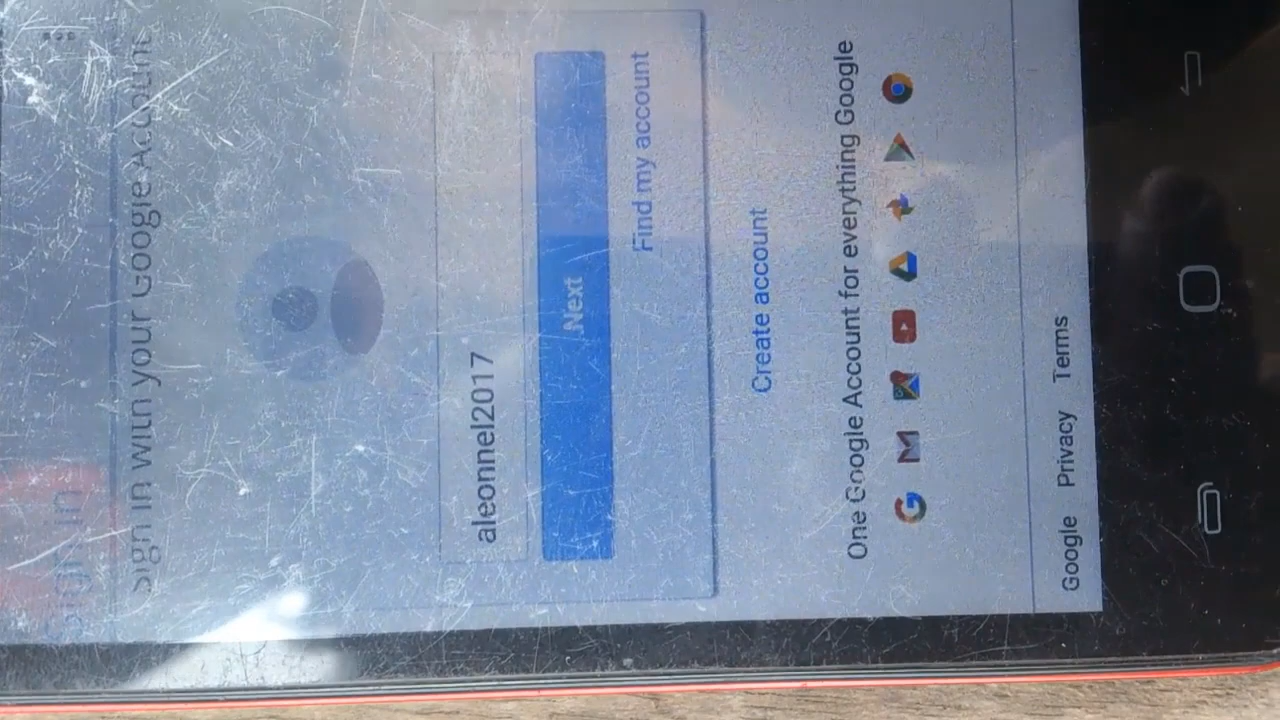 Sign in
Sign in with your Google Account
aleonnel2017
Next
Find my account
Create account
One Google Account for everything Google
Google Privacy Terms